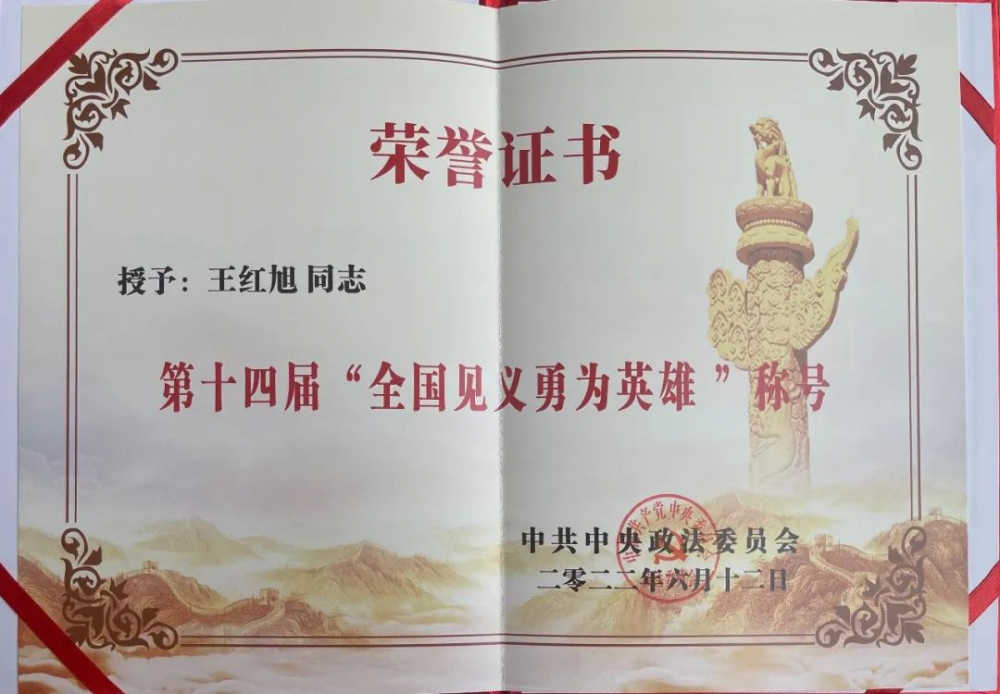 荣誉证书
授予：王红旭 同志
第十四届“全国见义勇为英雄”称号
中共中央政法委员会
二零二二年六月十二日